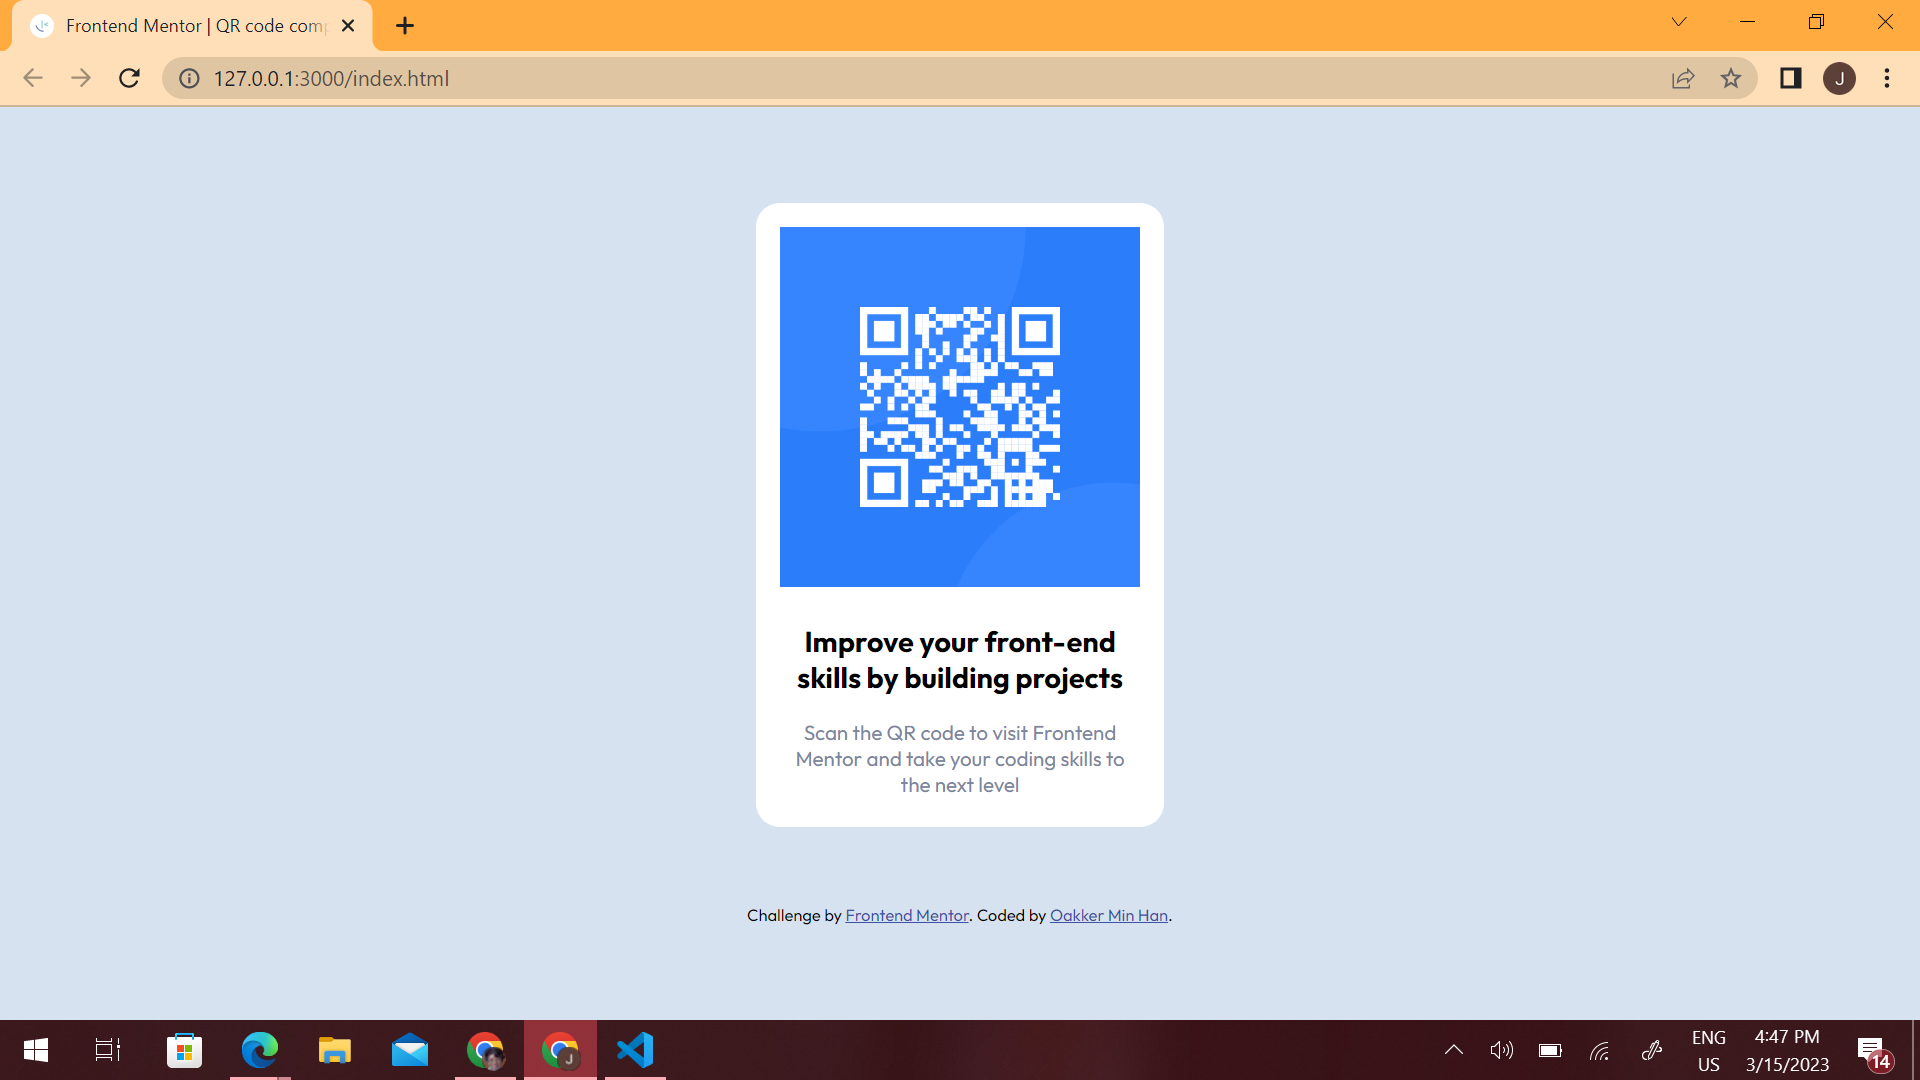 Frontend Mentor | QR code com
127.0.0.1:3000/index.html
J
Improve your front-end
skills by building projects
Scan the QR code to visit Frontend
Mentor and take your coding skills to
the next level
Challenge by Frontend Mentor. Coded by Oakker Min Han.
J
ENG
US
4:47 PM
3/15/2023
14